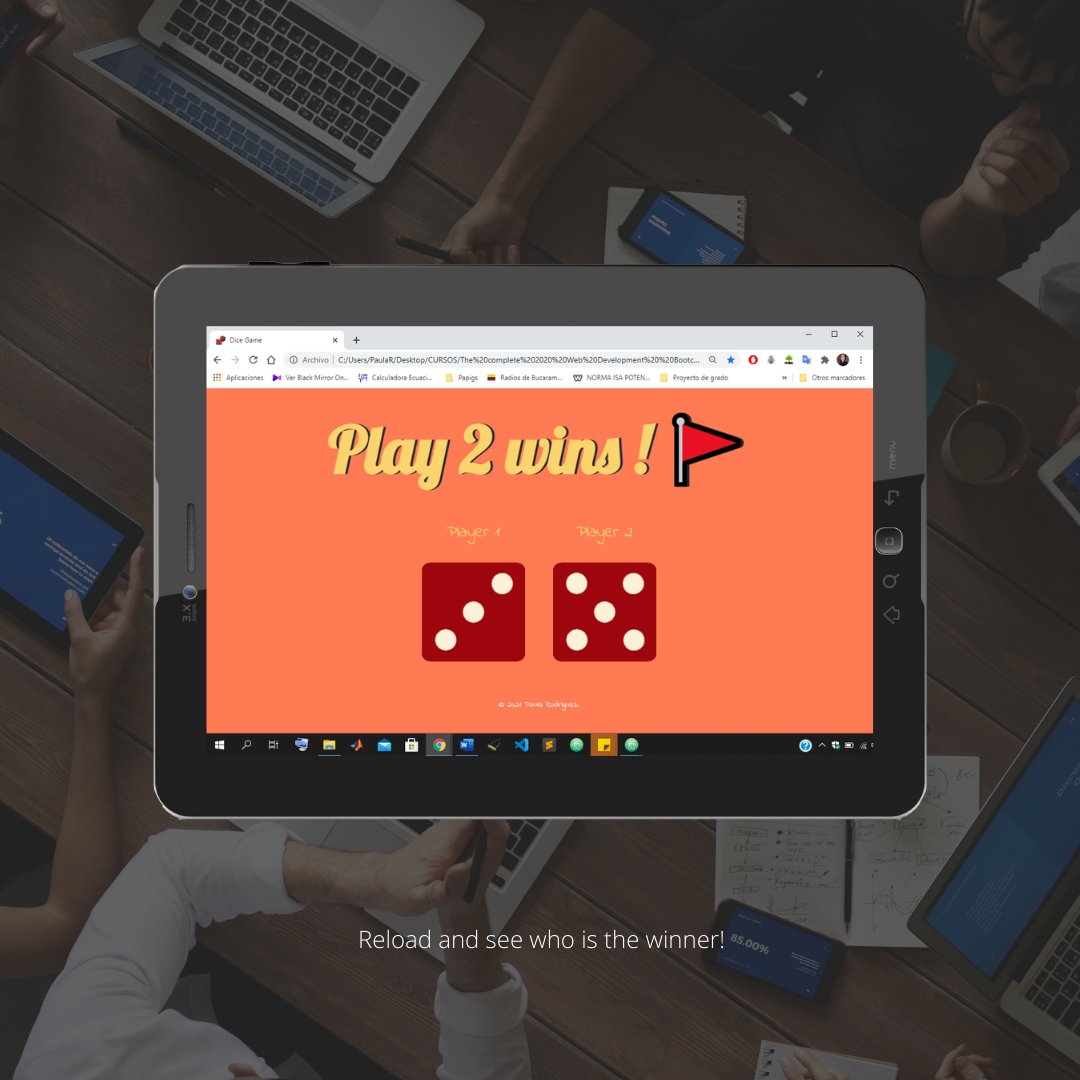 Dice Game
Archivo
C:/Users/PaulaR/Desktop/CURSOS/The%20complete%202020%20Web%20Development%20%20Bootc...
Aplicaciones
Ver Black Mirror On...
Calculadora Ecuaci...
Papigs
Radios de Bucaram...
NORMA ISA POTEN...
Proyecto de grado
»
Otros marcadores
Play 2 wins !
Player 1
Player 2
© 2021 Paula Rodríguez.
menu
3.X
85.00%
Reload and see who is the winner!